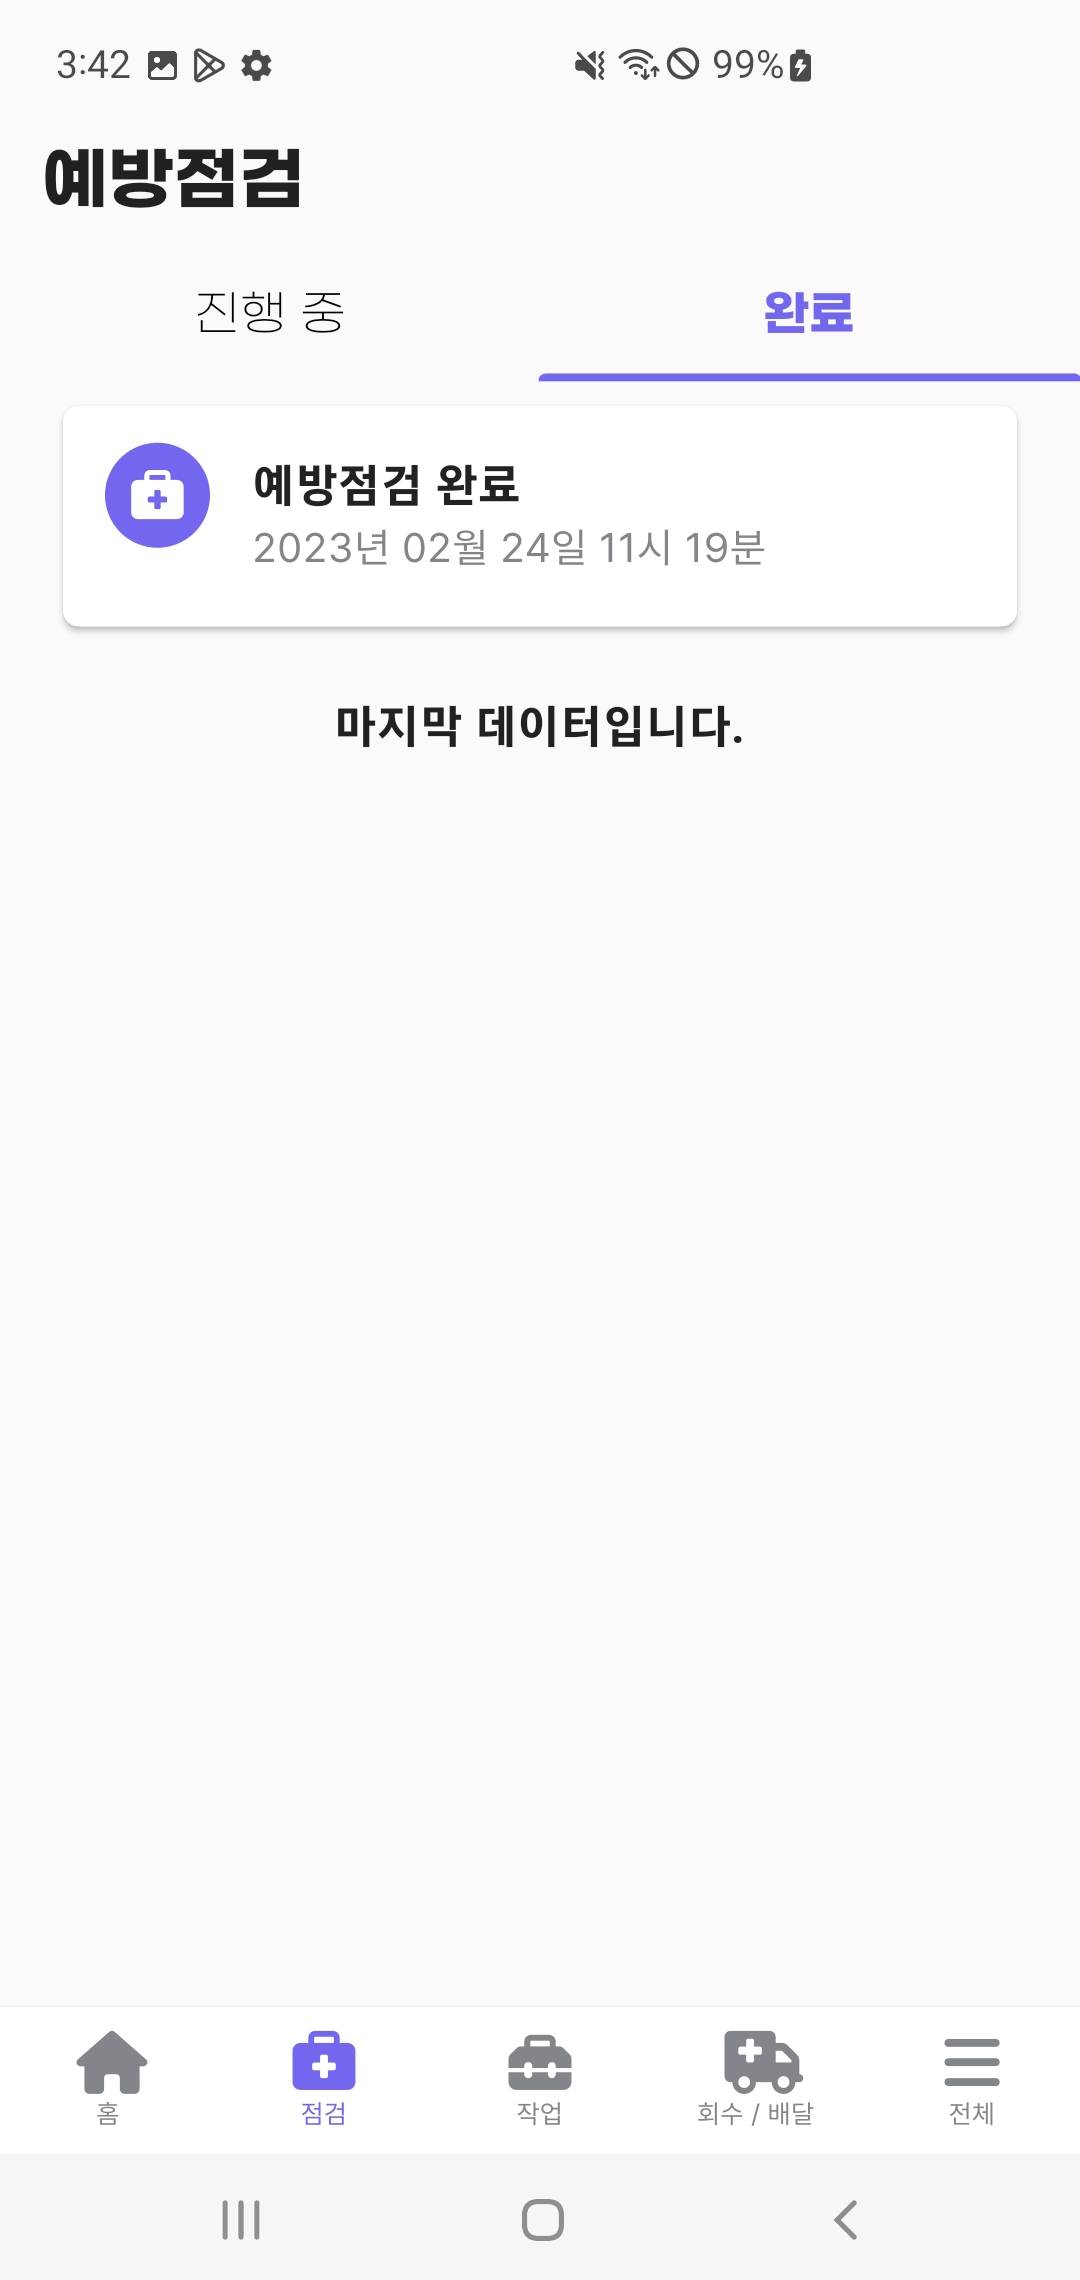 3:42 99%
예방점검
진행 중 완료
예방점검 완료
2023년 02월 24일 11시 19분
마지막 데이터입니다.
홈 점검 작업 회수 / 배달 전체